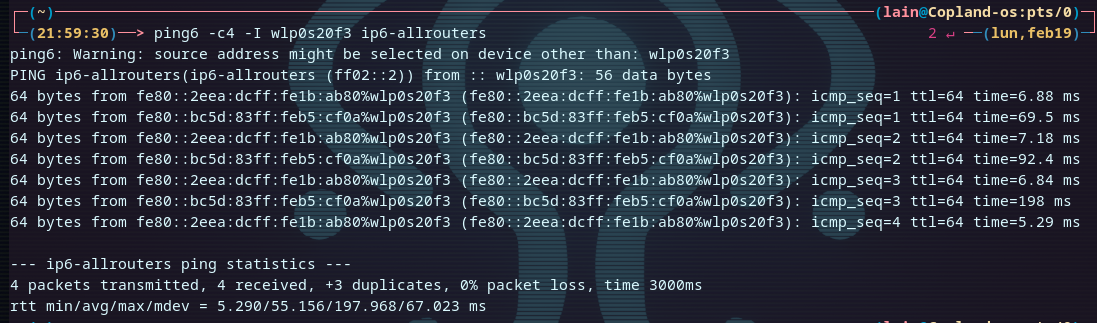 (~) (lain@Copland-os:pts/0)
(21:59:30)──> ping6 -c4 -I wlp0s20f3 ip6-allrouters 2 ↵ ─(lun,feb19)
ping6: Warning: source address might be selected on device other than: wlp0s20f3
PING ip6-allrouters(ip6-allrouters (ff02::2)) from :: wlp0s20f3: 56 data bytes
64 bytes from fe80::2eea:dcff:fe1b:ab80%wlp0s20f3 (fe80::2eea:dcff:fe1b:ab80%wlp0s20f3): icmp_seq=1 ttl=64 time=6.88 ms
64 bytes from fe80::bc5d:83ff:feb5:cf0a%wlp0s20f3 (fe80::bc5d:83ff:feb5:cf0a%wlp0s20f3): icmp_seq=1 ttl=64 time=69.5 ms
64 bytes from fe80::2eea:dcff:fe1b:ab80%wlp0s20f3 (fe80::2eea:dcff:fe1b:ab80%wlp0s20f3): icmp_seq=2 ttl=64 time=7.18 ms
64 bytes from fe80::bc5d:83ff:feb5:cf0a%wlp0s20f3 (fe80::bc5d:83ff:feb5:cf0a%wlp0s20f3): icmp_seq=2 ttl=64 time=92.4 ms
64 bytes from fe80::2eea:dcff:fe1b:ab80%wlp0s20f3 (fe80::2eea:dcff:fe1b:ab80%wlp0s20f3): icmp_seq=3 ttl=64 time=6.84 ms
64 bytes from fe80::bc5d:83ff:feb5:cf0a%wlp0s20f3 (fe80::bc5d:83ff:feb5:cf0a%wlp0s20f3): icmp_seq=3 ttl=64 time=198 ms
64 bytes from fe80::2eea:dcff:fe1b:ab80%wlp0s20f3 (fe80::2eea:dcff:fe1b:ab80%wlp0s20f3): icmp_seq=4 ttl=64 time=5.29 ms
--- ip6-allrouters ping statistics ---
4 packets transmitted, 4 received, +3 duplicates, 0% packet loss, time 3000ms
rtt min/avg/max/mdev = 5.290/55.156/197.968/67.023 ms